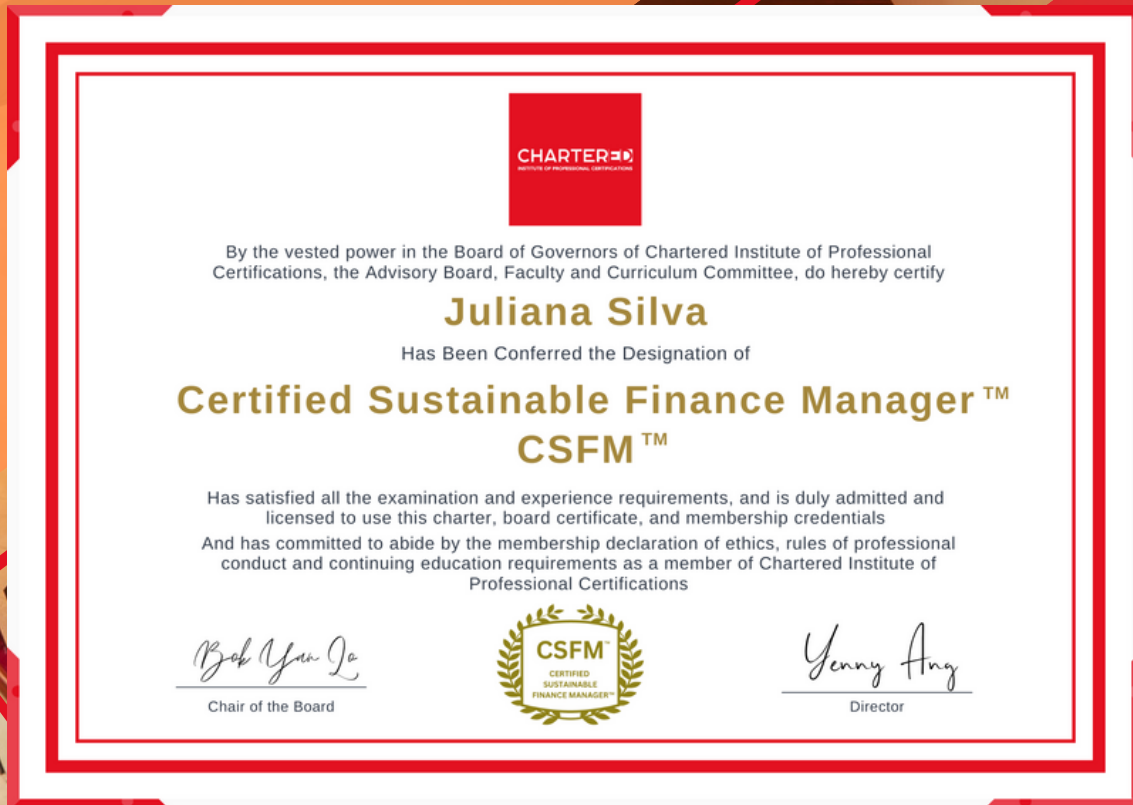 CHARTERED
INSTITUTE OF PROFESSIONAL CERTIFICATIONS
By the vested power in the Board of Governors of Chartered Institute of Professional
Certifications, the Advisory Board, Faculty and Curriculum Committee, do hereby certify
Juliana Silva
Has Been Conferred the Designation of
Certified Sustainable Finance Manager™
CSFM™
Has satisfied all the examination and experience requirements, and is duly admitted and
licensed to use this charter, board certificate, and membership credentials
And has committed to abide by the membership declaration of ethics, rules of professional
conduct and continuing education requirements as a member of Chartered Institute of
Professional Certifications
Bok Yan Lo
Chair of the Board
CSFM™
CERTIFIED
SUSTAINABLE
FINANCE MANAGER™
Yenny Ang
Director